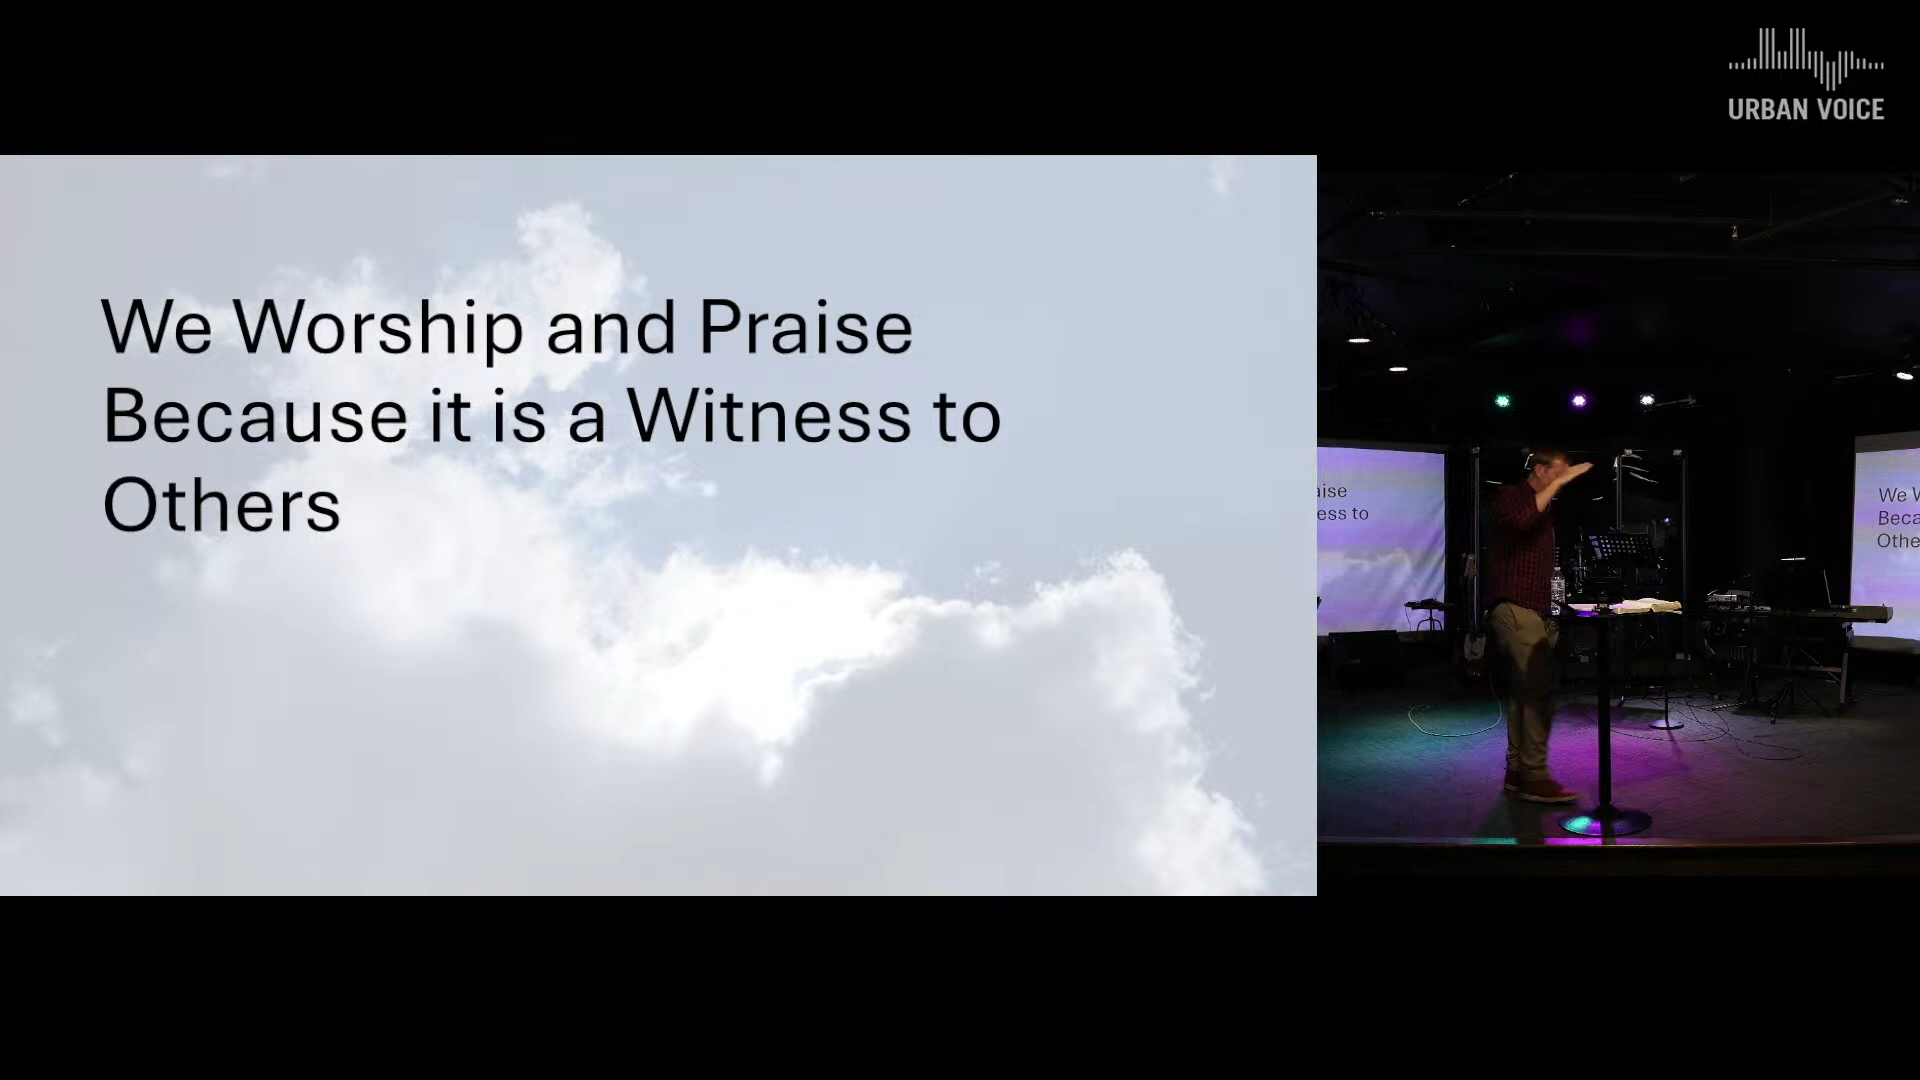 URBAN VOICE
We Worship and Praise
Because it is a Witness to
Others
aise
ess to
We W
Beca
Othe